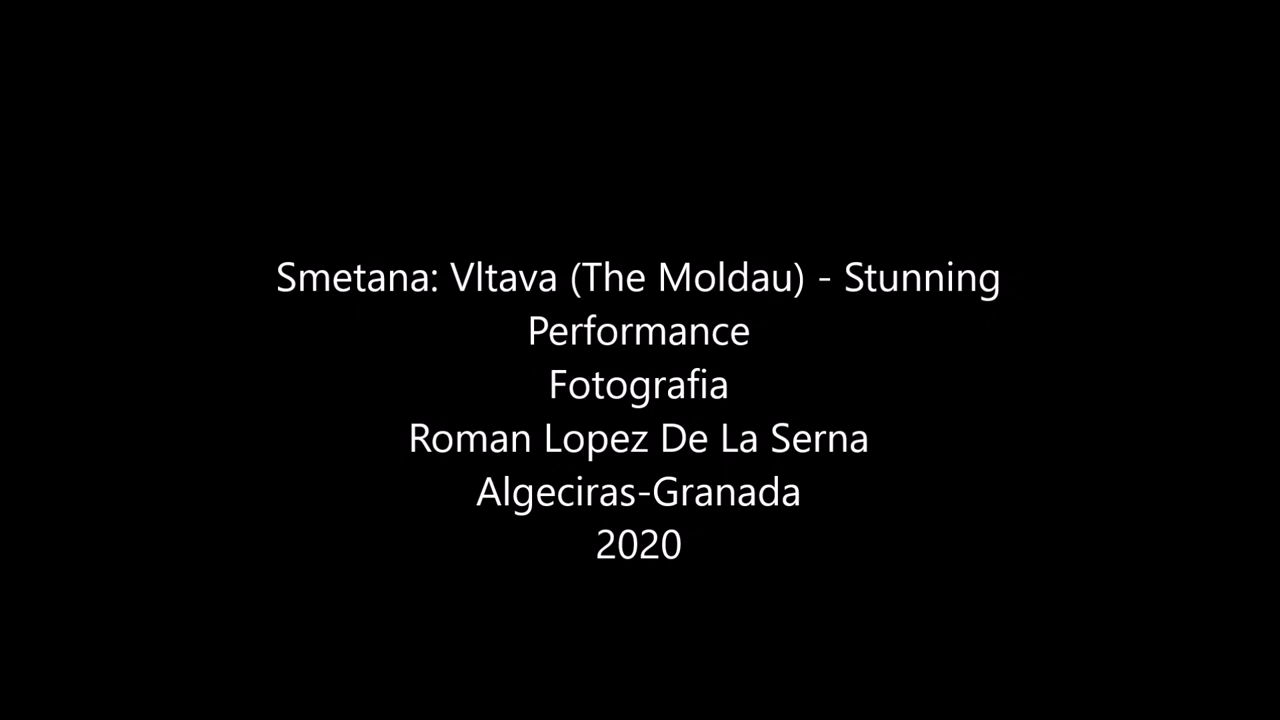 Smetana: Vltava (The Moldau) - Stunning
Performance
Fotografia
Roman Lopez De La Serna
Algeciras-Granada
2020